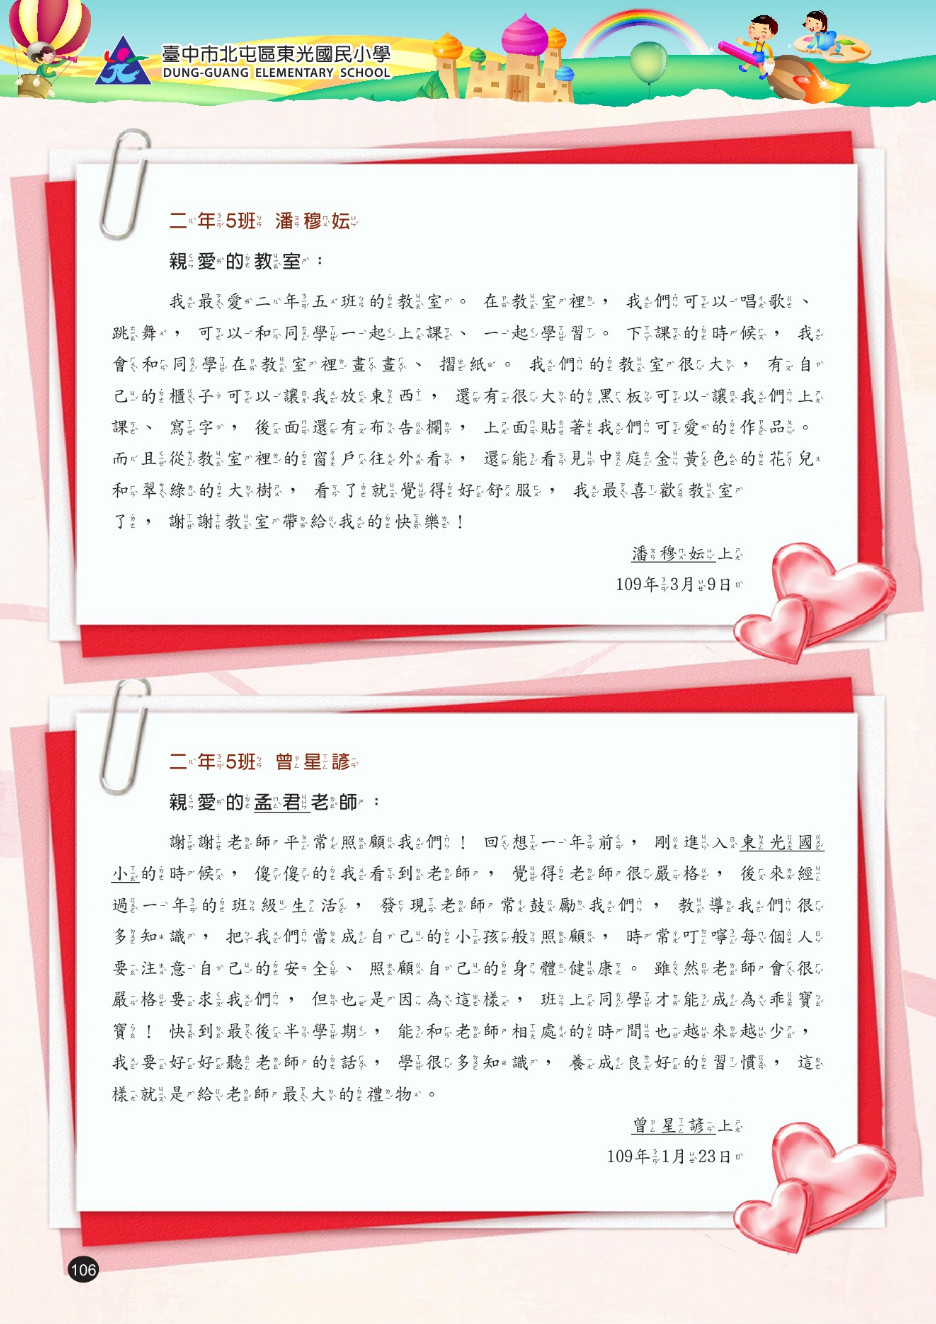 臺中市北屯區東光國民小學
DUNG-GUANG ELEMENTARY SCHOOL
二年5班 潘穆妘
親愛的教室：
我最愛二年五班的教室。在教室裡，我們可以唱歌、
跳舞，可以和同學一起上課、一起學習。下課的時候，我
會和同學在教室裡畫畫、摺紙。我們的教室很大，有自
己的櫃子可以讓我放東西，還有很大的黑板可以讓我們上
課、寫字，後面還有布告欄，上面貼著我們可愛的作品。
而且從教室裡的窗戶往外看，還能看見中庭金黃色的花兒
和翠綠的大樹，看了就覺得好舒服，我最喜歡教室
了，謝謝教室帶給我的快樂！
潘穆妘上
109年3月9日
二年5班 曾星諺
親愛的孟君老師：
謝謝老師平常照顧我們！回想一年前，剛進入東光國
小的時候，傻傻的我看到老師，覺得老師很嚴格，後來經
過一年的班級生活，發現老師常鼓勵我們，教導我們很
多知識，把我們當成自己的小孩般照顧，時常叮嚀每個人
要注意自己的安全、照顧自己的身體健康。雖然老師會很
嚴格要求我們，但也是因為這樣，班上同學才能成為乖寶
寶！快到最後半學期，能和老師相處的時間也越來越少，
我要好好聽老師的話，學很多知識，養成良好的習慣，這
樣就是給老師最大的禮物。
曾星諺上
109年1月23日
106